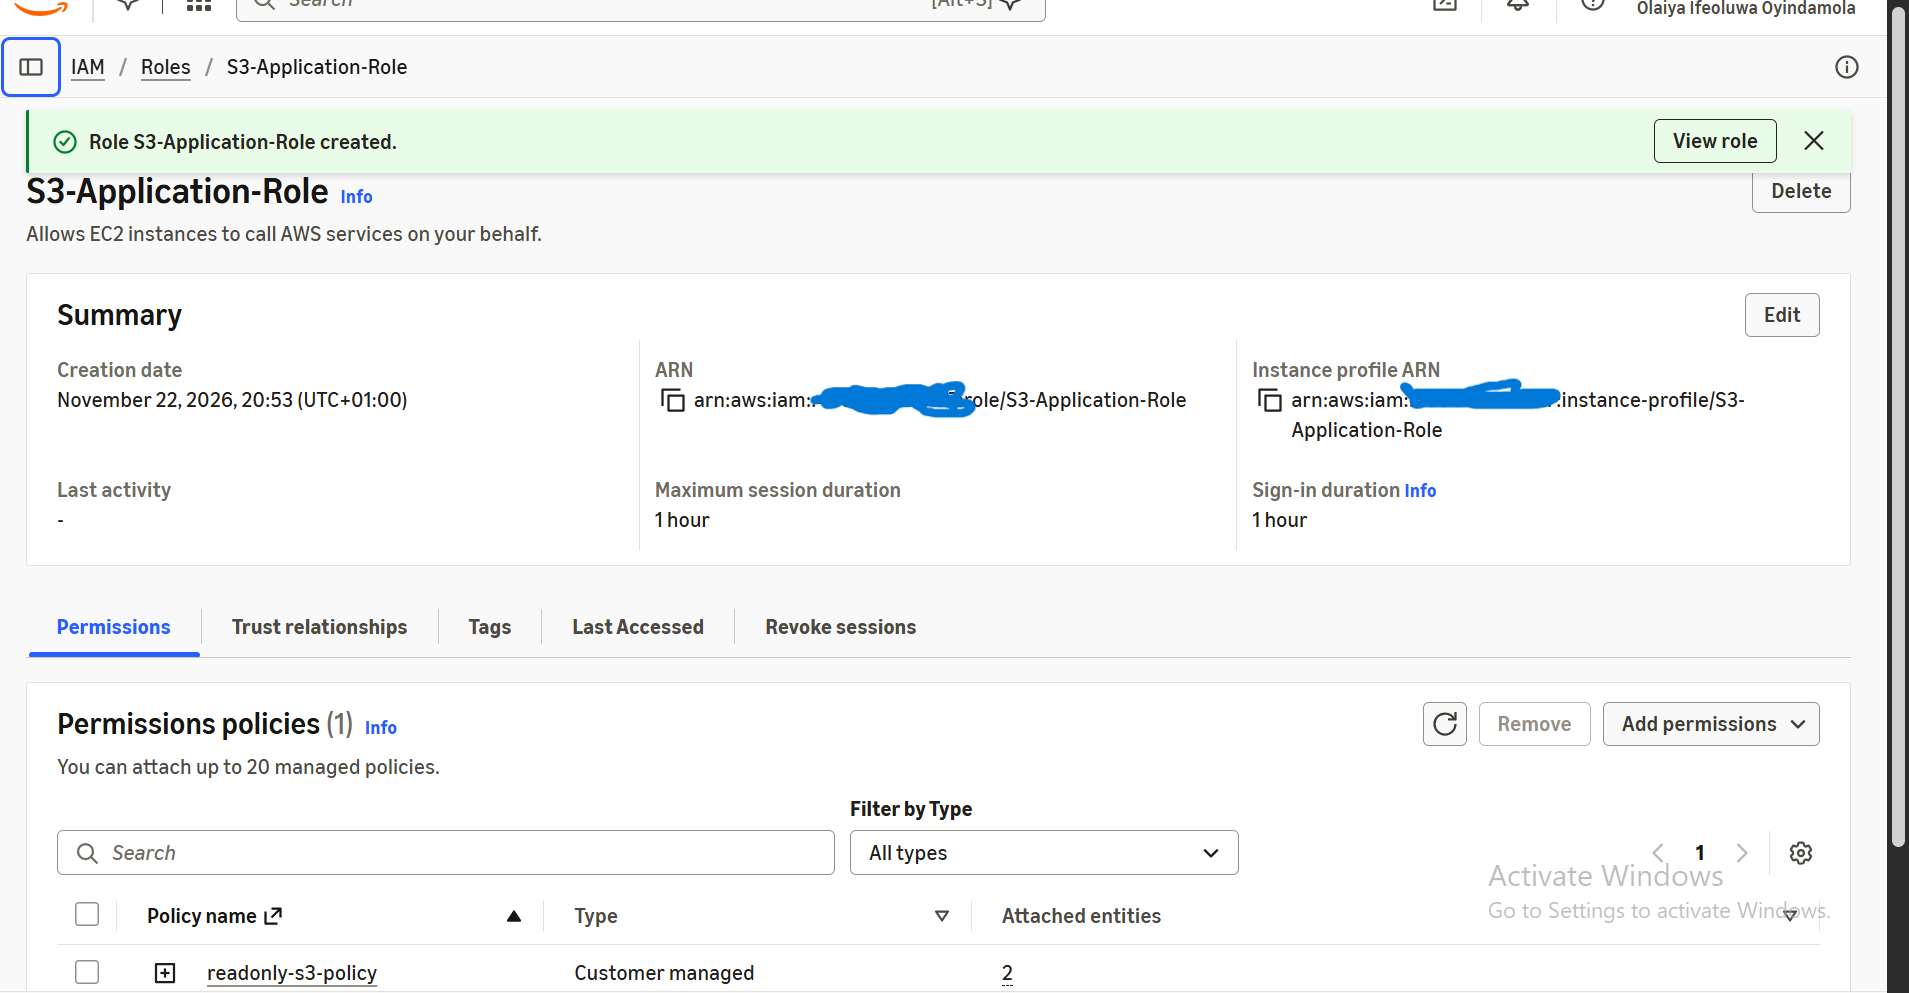 Search [Alt+S]
Olaiya Ifeoluwa Oyindamola
IAM / Roles / S3-Application-Role
Role S3-Application-Role created.
View role
S3-Application-Role Info
Delete
Allows EC2 instances to call AWS services on your behalf.
Summary
Edit
Creation date
November 22, 2026, 20:53 (UTC+01:00)
ARN
arn:aws:iam: role/S3-Application-Role
Instance profile ARN
arn:aws:iam: :instance-profile/S3-
Application-Role
Last activity
-
Maximum session duration
1 hour
Sign-in duration Info
1 hour
Permissions
Trust relationships
Tags
Last Accessed
Revoke sessions
Permissions policies (1) Info
Remove
Add permissions
You can attach up to 20 managed policies.
Filter by Type
Search
All types
1
Activate Windows
Go to Settings to activate Windows.
Policy name
Type
Attached entities
readonly-s3-policy
Customer managed
2